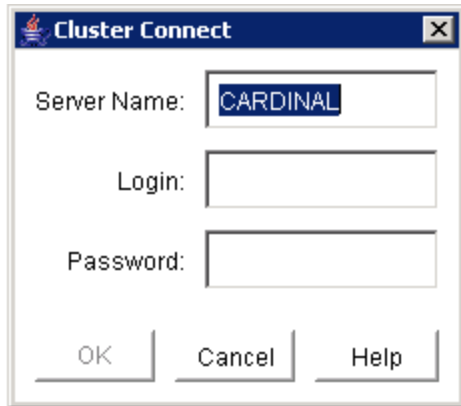 Cluster Connect
Server Name: CARDINAL
Login:
Password:
OK Cancel Help